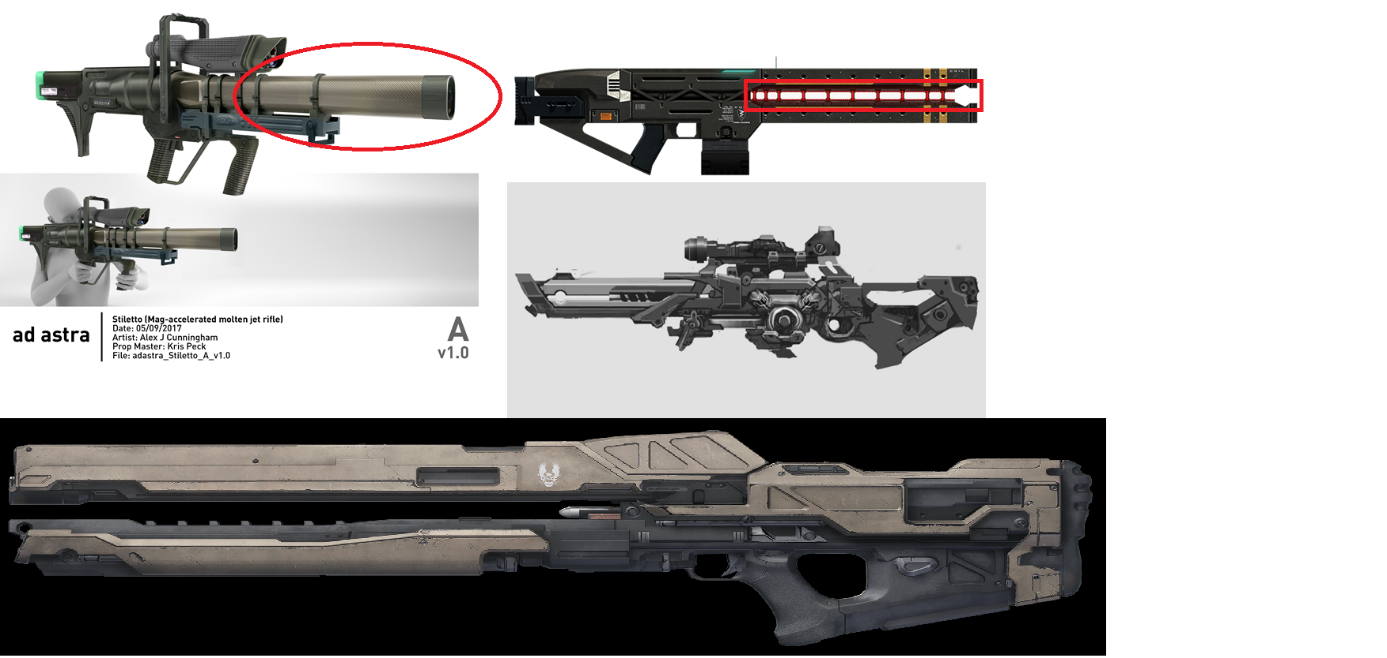 ad astra
Stiletto (Mag-accelerated molten jet rifle)
Date: 05/09/2017
Artist: Alex J Cunningham
Prop Master: Kris Peck
File: adastra_Stiletto_A_v1.0
A
v1.0